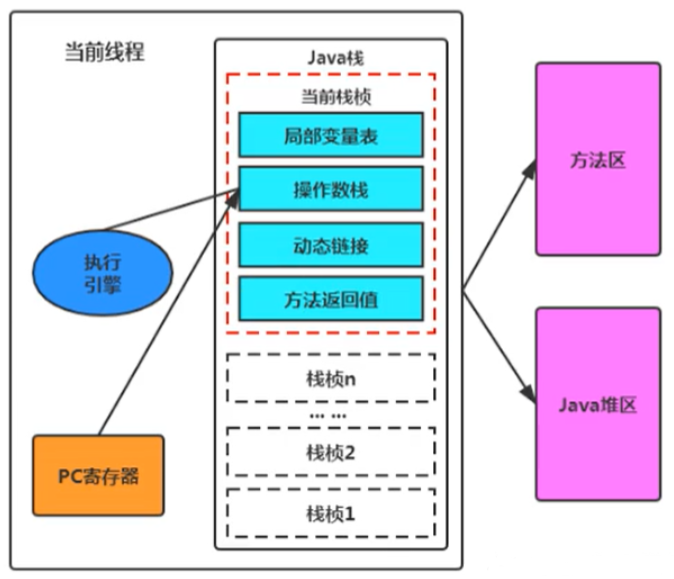 当前线程
Java栈
当前栈桢
局部变量表
操作数栈
动态链接
方法返回值
执行
引擎
栈桢n
... ...
栈桢2
栈桢1
PC寄存器
方法区
Java堆区